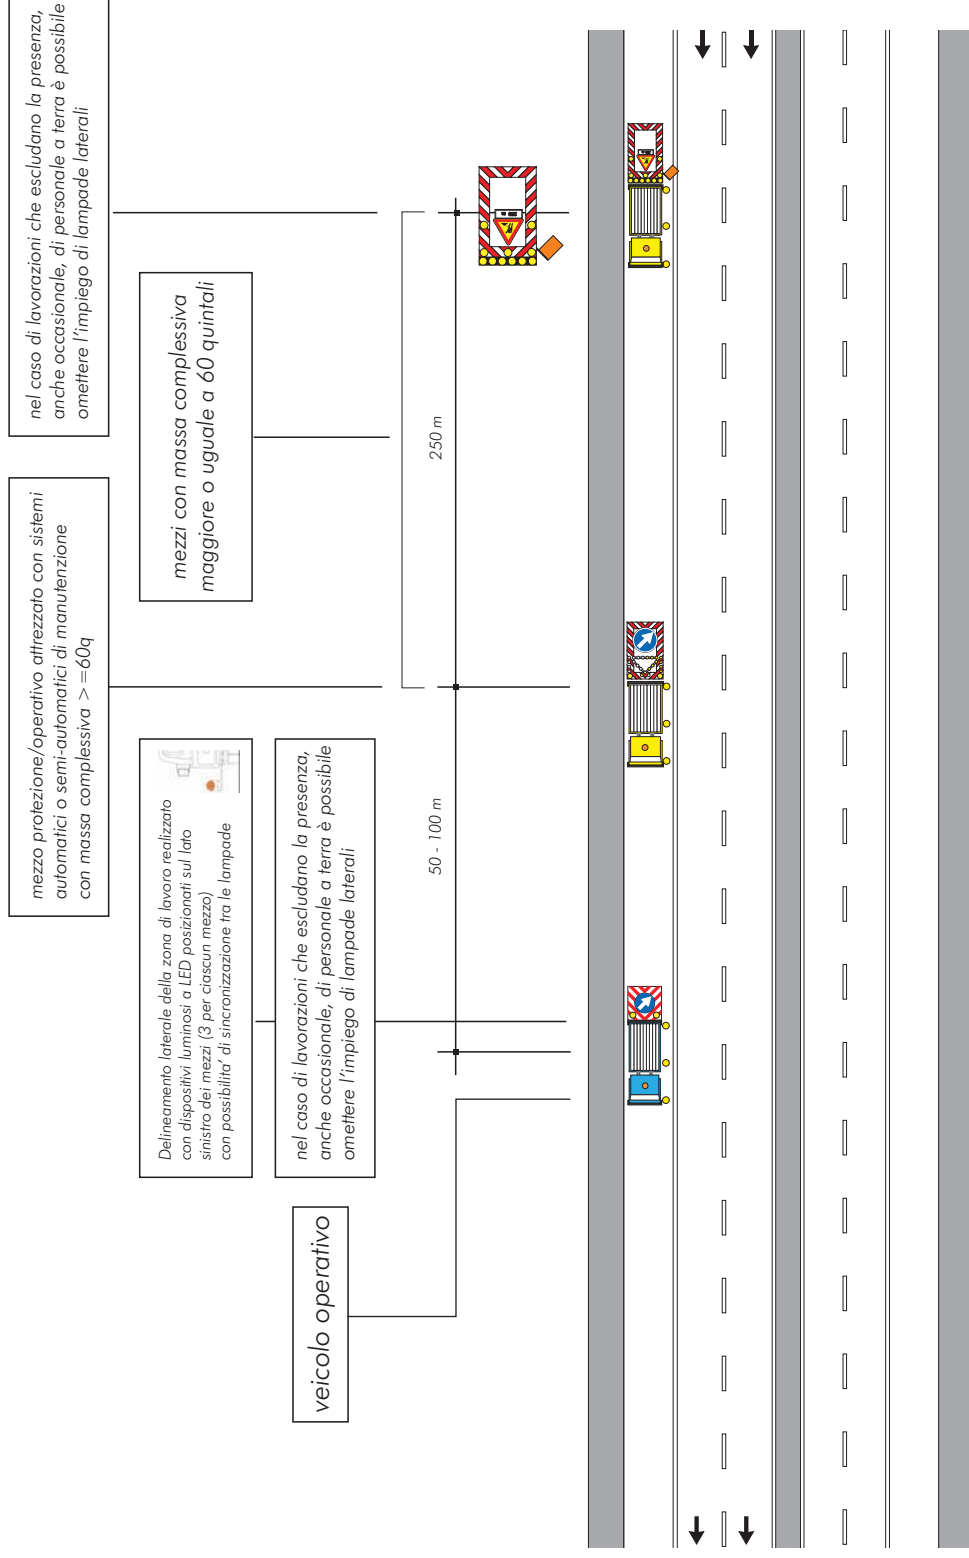 nel caso di lavorazioni che escludano la presenza,
anche occasionale, di personale a terra è possibile
omettere l'impiego di lampade laterali
mezzi con massa complessiva
maggiore o uguale a 60 quintali
mezzo protezione/operativo attrezzato con sistemi
automatici o semi-automatici di manutenzione
con massa complessiva >=60q
Delineamento laterale della zona di lavoro realizzato
con dispositivi luminosi a LED posizionati sul lato
sinistro dei mezzi (3 per ciascun mezzo)
con possibilita' di sincronizzazione tra le lampade
nel caso di lavorazioni che escludano la presenza,
anche occasionale, di personale a terra è possibile
omettere l'impiego di lampade laterali
veicolo operativo
250 m
50 - 100 m